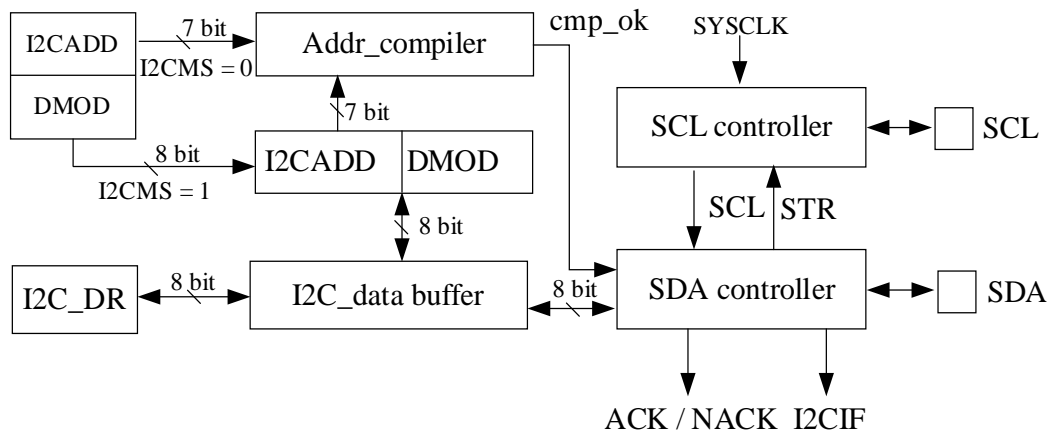 I2CADD
7 bit
Addr_compiler
cmp_ok
SYSCLK
I2CMS = 0
DMOD
7 bit
SCL controller
SCL
8 bit
I2CADD
DMOD
I2CMS = 1
SCL
STR
8 bit
I2C_DR
8 bit
I2C_data buffer
8 bit
SDA controller
SDA
ACK / NACK
I2CIF